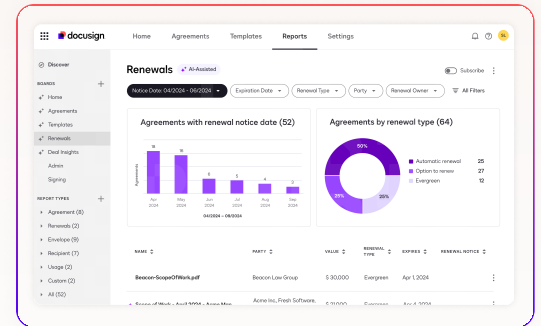 docusign
Home Agreements Templates Reports Settings
SL
Discover
BOARDS
Home
Agreements
Templates
Renewals
Deal Insights
Admin
Signing
REPORT TYPES
Agreement (8)
Renewals (2)
Envelope (9)
Recipient (7)
Usage (2)
Custom (2)
All (52)
Renewals AI-Assisted
Subscribe
Notice Date: 04/2024 - 06/2024 Expiration Date Renewal Type Party Renewal Owner All Filters
Agreements with renewal notice date (52)
Agreements
Apr May Jun Jul Aug Sep
2024 2024 2024 2024 2024 2024
04/2024 – 09/2024
Agreements by renewal type (64)
50%
25% 25%
Automatic renewal 25
Option to renew 27
Evergreen 12
NAME PARTY VALUE RENEWAL TYPE EXPIRES RENEWAL NOTICE
Beacon-ScopeOfWork.pdf Beacon Law Group $ 30,000 Evergreen Apr 1, 2024
Acme Inc, Fresh Software,